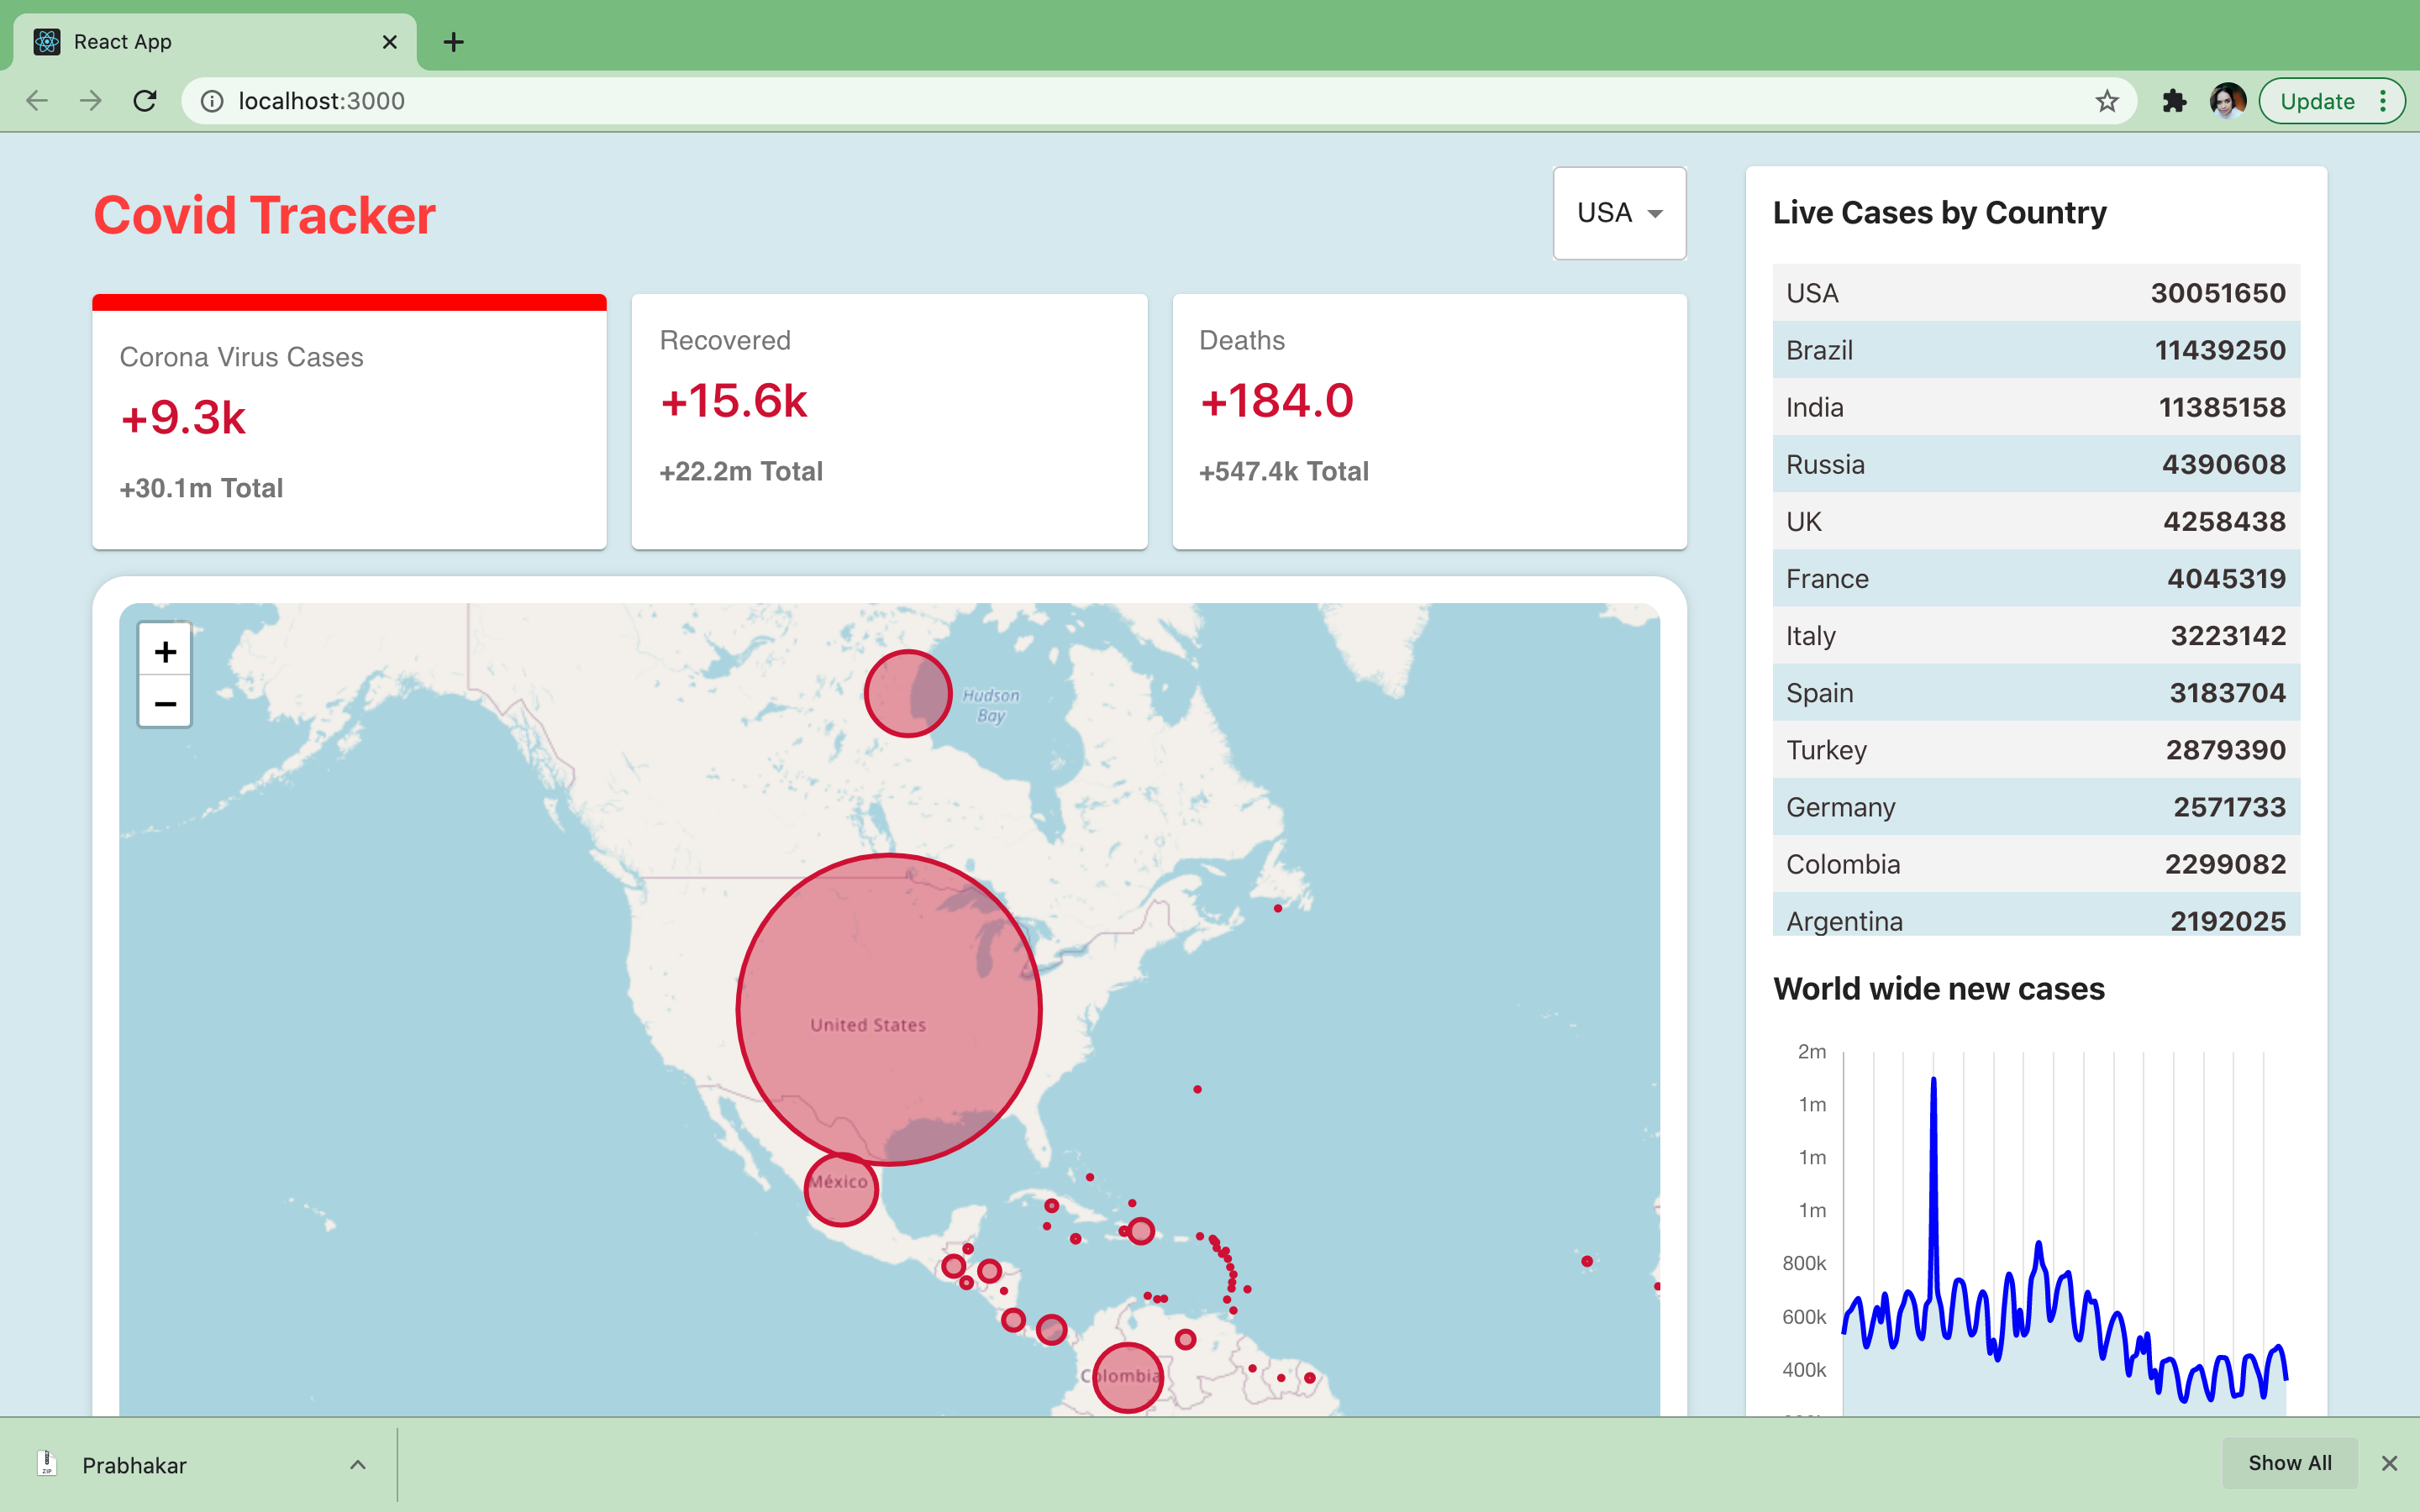 React App
localhost:3000
Update
Covid Tracker
USA
Corona Virus Cases
+9.3k
+30.1m Total
Recovered
+15.6k
+22.2m Total
Deaths
+184.0
+547.4k Total
+
−
Hudson
Bay
United States
México
Colombia
Live Cases by Country
USA 30051650
Brazil 11439250
India 11385158
Russia 4390608
UK 4258438
France 4045319
Italy 3223142
Spain 3183704
Turkey 2879390
Germany 2571733
Colombia 2299082
Argentina 2192025
World wide new cases
2m
1m
1m
1m
800k
600k
400k
ZIP
Prabhakar
Show All